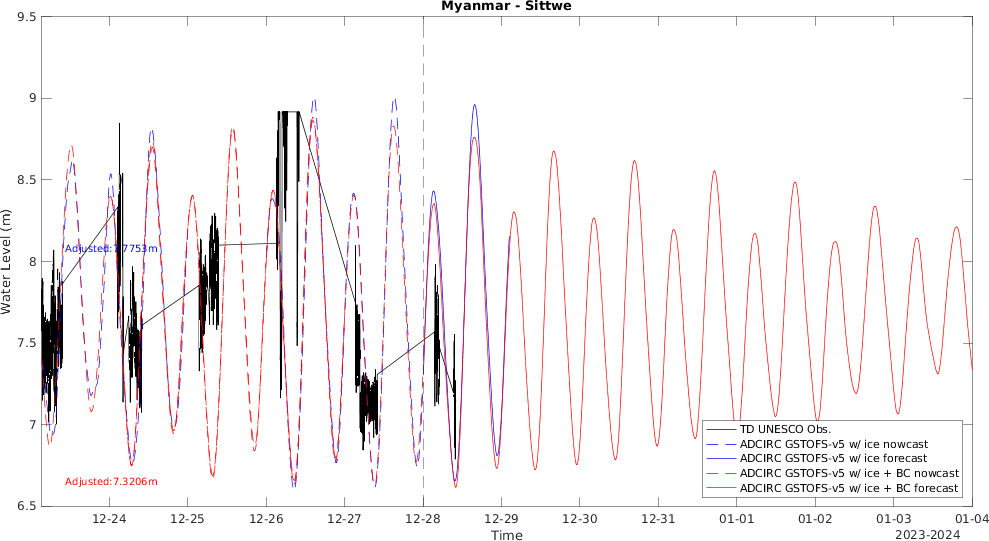 Myanmar - Sittwe
9.5
9
8.5
8
7.5
7
6.5
Water Level (m)
Adjusted:7.7753m
Adjusted:7.3206m
TD UNESCO Obs.
ADCIRC GSTOFS-v5 w/ ice nowcast
ADCIRC GSTOFS-v5 w/ ice forecast
ADCIRC GSTOFS-v5 w/ ice + BC nowcast
ADCIRC GSTOFS-v5 w/ ice + BC forecast
12-24 12-25 12-26 12-27 12-28 12-29 12-30 12-31 01-01 01-02 01-03 01-04
Time
2023-2024